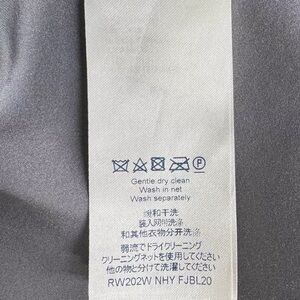 Gentle dry clean
Wash in net
Wash separately
缓和干洗
装入网兜洗涤
和其他衣物分开洗涤
弱流でドライクリーニング
クリーニングネットを使用してください
他の物と分けて洗濯してください
RW202W NHY FJBL20